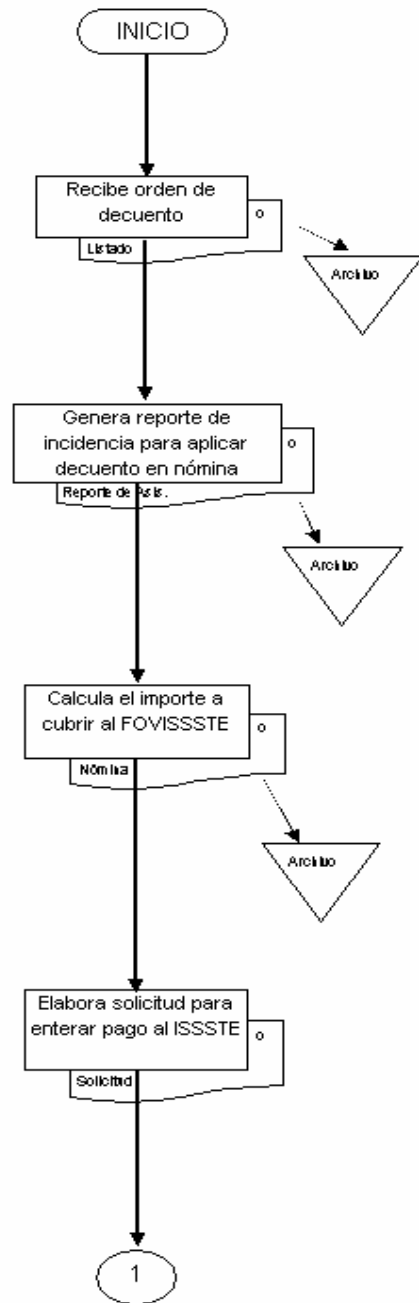 INICIO
Recibe orden de
decuento
o
Listado
Archivo
Genera reporte de
incidencia para aplicar
decuento en nómina
o
Reporte de Asis.
Archivo
Calcula el importe a
cubrir al FOVISSSTE
o
Nómina
Archivo
Elabora solicitud para
enterar pago al ISSSTE
o
Solicitud
1